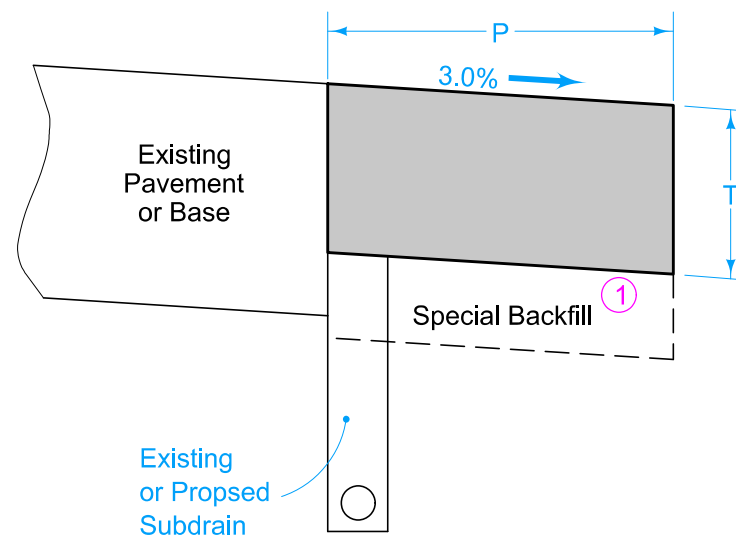 P
3.0%
Existing
Pavement
or Base
T
1
Special Backfill
Existing
or Propsed
Subdrain